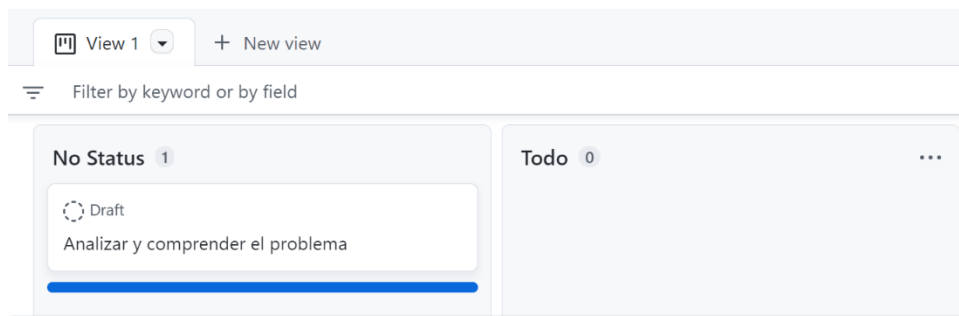 View 1
New view
Filter by keyword or by field
No Status 1
Draft
Analizar y comprender el problema
Todo 0